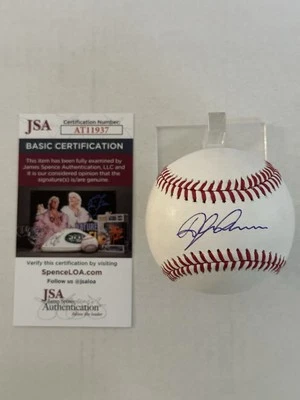 JSA
Certification Number:
AT11937
BASIC CERTIFICATION
This item has been fully examined by
James Spence Authentication, LLC and
it is our considered opinion that the
signature(s) is/are genuine.
Verify this certification by visiting
SpenceLOA.com
Follow us @jsaloa
JSA
James Spence
Authentication